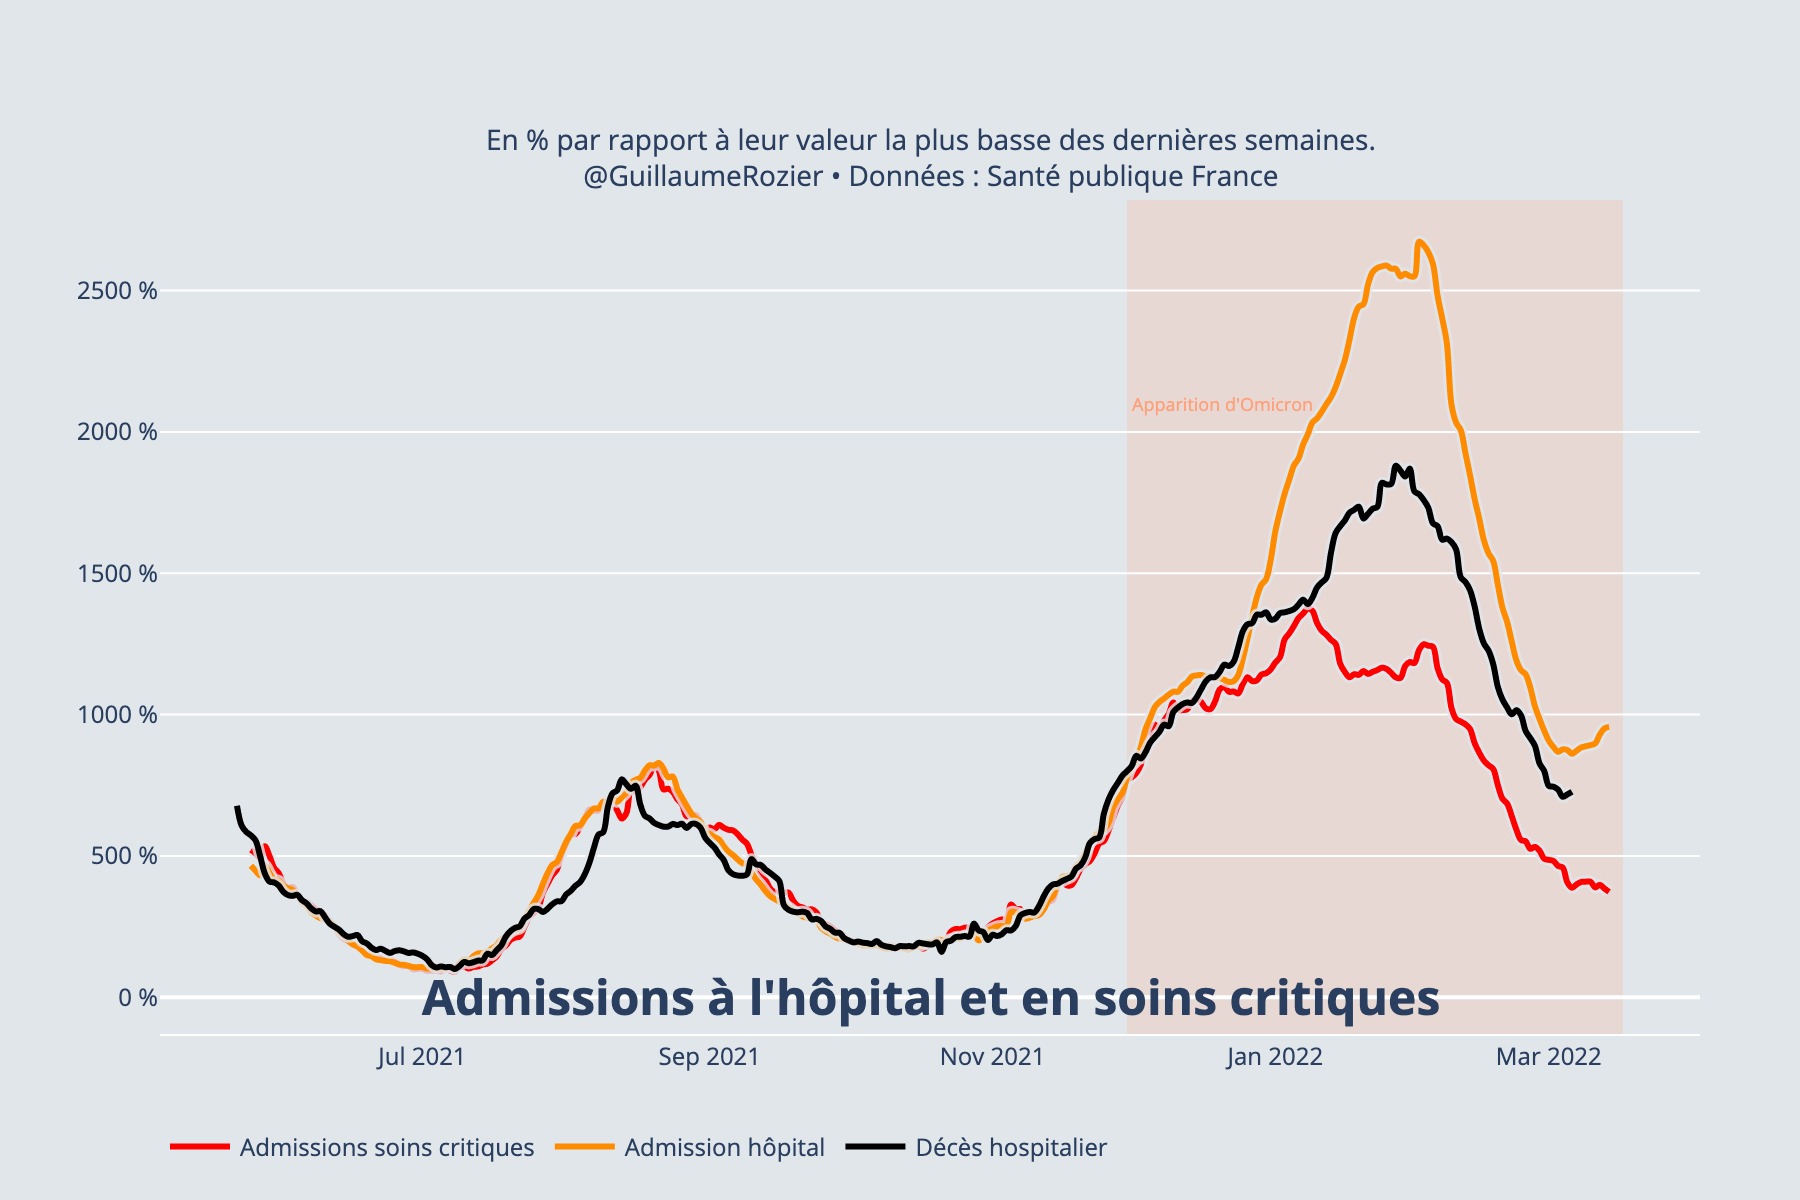 En % par rapport à leur valeur la plus basse des dernières semaines.
@GuillaumeRozier • Données : Santé publique France
2500 %
Apparition d'Omicron
2000 %
1500 %
1000 %
500 %
0 %
Admissions à l'hôpital et en soins critiques
Jul 2021 Sep 2021 Nov 2021 Jan 2022 Mar 2022
Admissions soins critiques Admission hôpital Décès hospitalier